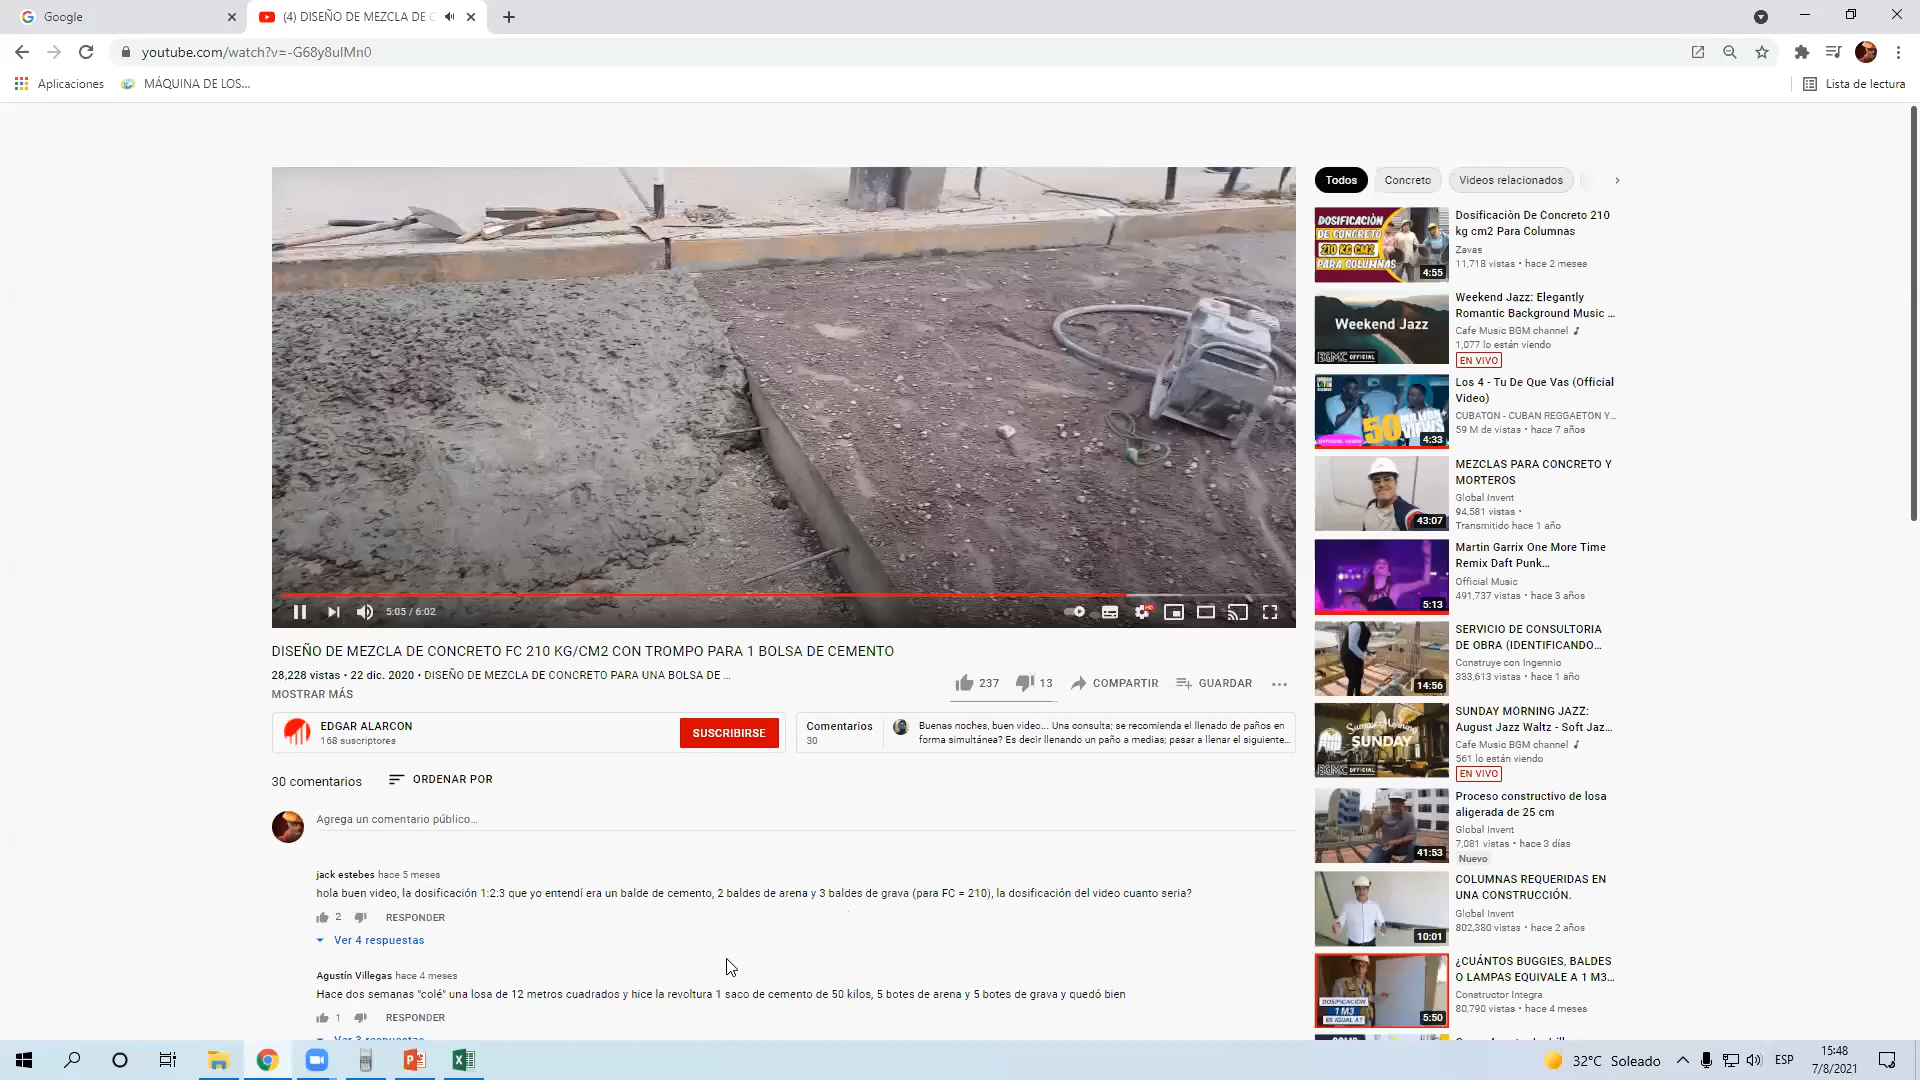 Google
(4) DISEÑO DE MEZCLA DE C
youtube.com/watch?v=-G68y8ulMn0
Aplicaciones
MÁQUINA DE LOS...
Lista de lectura
5:05 / 6:02
DISEÑO DE MEZCLA DE CONCRETO FC 210 KG/CM2 CON TROMPO PARA 1 BOLSA DE CEMENTO
28,228 vistas • 22 dic. 2020 • DISEÑO DE MEZCLA DE CONCRETO PARA UNA BOLSA DE ...
MOSTRAR MÁS
237
13
COMPARTIR
GUARDAR
EDGAR ALARCON
168 suscriptores
SUSCRIBIRSE
Comentarios
30
Buenas noches, buen video... Una consulta; se recomienda el llenado de paños en
forma simultánea? Es decir llenando un paño a medias; pasar a llenar el siguiente...
30 comentarios
ORDENAR POR
Agrega un comentario público...
jack estebes hace 5 meses
hola buen video, la dosificación 1:2:3 que yo entendí era un balde de cemento, 2 baldes de arena y 3 baldes de grava (para FC = 210), la dosificación del video cuanto seria?
2
RESPONDER
Ver 4 respuestas
Agustín Villegas hace 4 meses
Hace dos semanas "colé" una losa de 12 metros cuadrados y hice la revoltura 1 saco de cemento de 50 kilos, 5 botes de arena y 5 botes de grava y quedó bien
1
RESPONDER
Ver 3 respuestas
Todos
Concreto
Videos relacionados
DOSIFICACIÓN
DE CONCRETO
210 KG CM2
PARA COLUMNAS
4:55
Dosificaciòn De Concreto 210
kg cm2 Para Columnas
Zavas
11,718 vistas • hace 2 meses
Weekend Jazz
BGMC OFFICIAL
Weekend Jazz: Elegantly
Romantic Background Music ...
Cafe Music BGM channel
1,077 lo están viendo
EN VIVO
50
4:33
Los 4 - Tu De Que Vas (Official
Video)
CUBATON - CUBAN REGGAETON Y...
59 M de vistas • hace 7 años
43:07
MEZCLAS PARA CONCRETO Y
MORTEROS
Global Invent
94,581 vistas •
Transmitido hace 1 año
5:13
Martin Garrix One More Time
Remix Daft Punk...
Official Music
491,737 vistas • hace 3 años
14:56
SERVICIO DE CONSULTORIA
DE OBRA (IDENTIFICANDO...
Construye con Ingennio
333,613 vistas • hace 1 año
SUNDAY
BGMC OFFICIAL
SUNDAY MORNING JAZZ:
August Jazz Waltz - Soft Jaz...
Cafe Music BGM channel
561 lo están viendo
EN VIVO
41:53
Proceso constructivo de losa
aligerada de 25 cm
Global Invent
7,081 vistas • hace 3 días
Nuevo
10:01
COLUMNAS REQUERIDAS EN
UNA CONSTRUCCIÓN.
Global Invent
802,380 vistas • hace 2 años
DOSIFICACIÓN
1 M3
ES IGUAL A?
5:50
¿CUÁNTOS BUGGIES, BALDES
O LAMPAS EQUIVALE A 1 M3...
Constructor Integra
80,790 vistas • hace 4 meses
32°C Soleado
ESP
15:48
7/8/2021